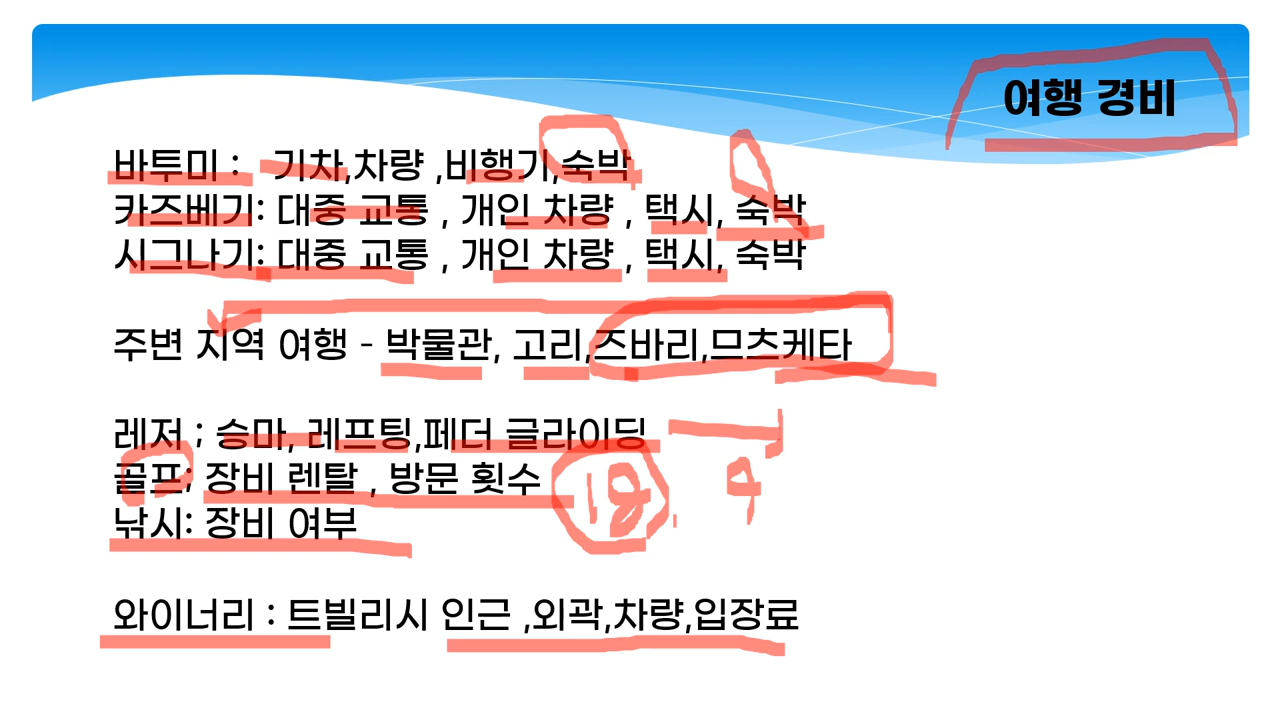 여행 경비
바투미 : 기차,차량 ,비행기,숙박
카즈베기: 대중 교통 , 개인 차량 , 택시, 숙박
시그나기: 대중 교통 , 개인 차량 , 택시, 숙박
주변 지역 여행 - 박물관, 고리,즈바리,므츠케타
레저 ; 승마, 레프팅,페더 글라이딩
골프; 장비 렌탈 , 방문 횟수
18
낚시: 장비 여부
와이너리 : 트빌리시 인근 ,외곽,차량,입장료